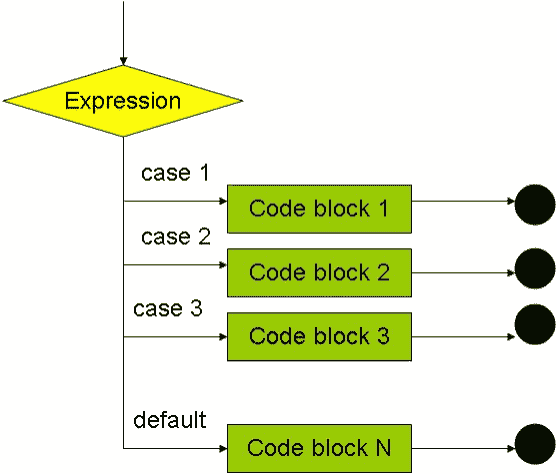 Expression
case 1
Code block 1
case 2
Code block 2
case 3
Code block 3
default
Code block N